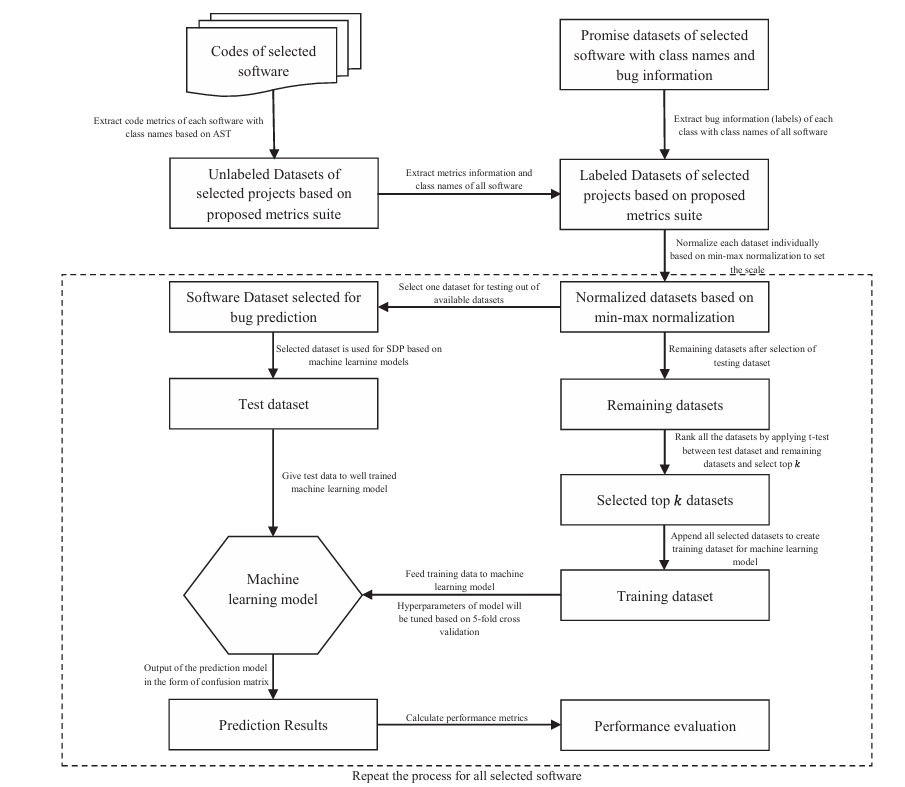 Codes of selected
software
Promise datasets of selected
software with class names and
bug information
Extract code metrics of each software with
class names based on AST
Extract bug information (labels) of each
class with class names of all software
Unlabeled Datasets of
selected projects based on
proposed metrics suite
Extract metrics information and
class names of all software
Labeled Datasets of selected
projects based on proposed
metrics suite
Normalize each dataset individually
based on min-max normalization to set
the scale
Software Dataset selected for
bug prediction
Select one dataset for testing out of
available datasets
Normalized datasets based on
min-max normalization
Selected dataset is used for SDP based on
machine learning models
Remaining datasets after selection of
testing dataset
Test dataset
Remaining datasets
Rank all the datasets by applying t-test
between test dataset and remaining
datasets and select top k
Give test data to well trained
machine learning model
Selected top k datasets
Append all selected datasets to create
training dataset for machine learning
model
Machine
learning model
Feed training data to machine
learning model
Hyperparameters of model will
be tuned based on 5-fold cross
validation
Training dataset
Output of the prediction model
in the form of confusion matrix
Prediction Results
Calculate performance metrics
Performance evaluation
Repeat the process for all selected software